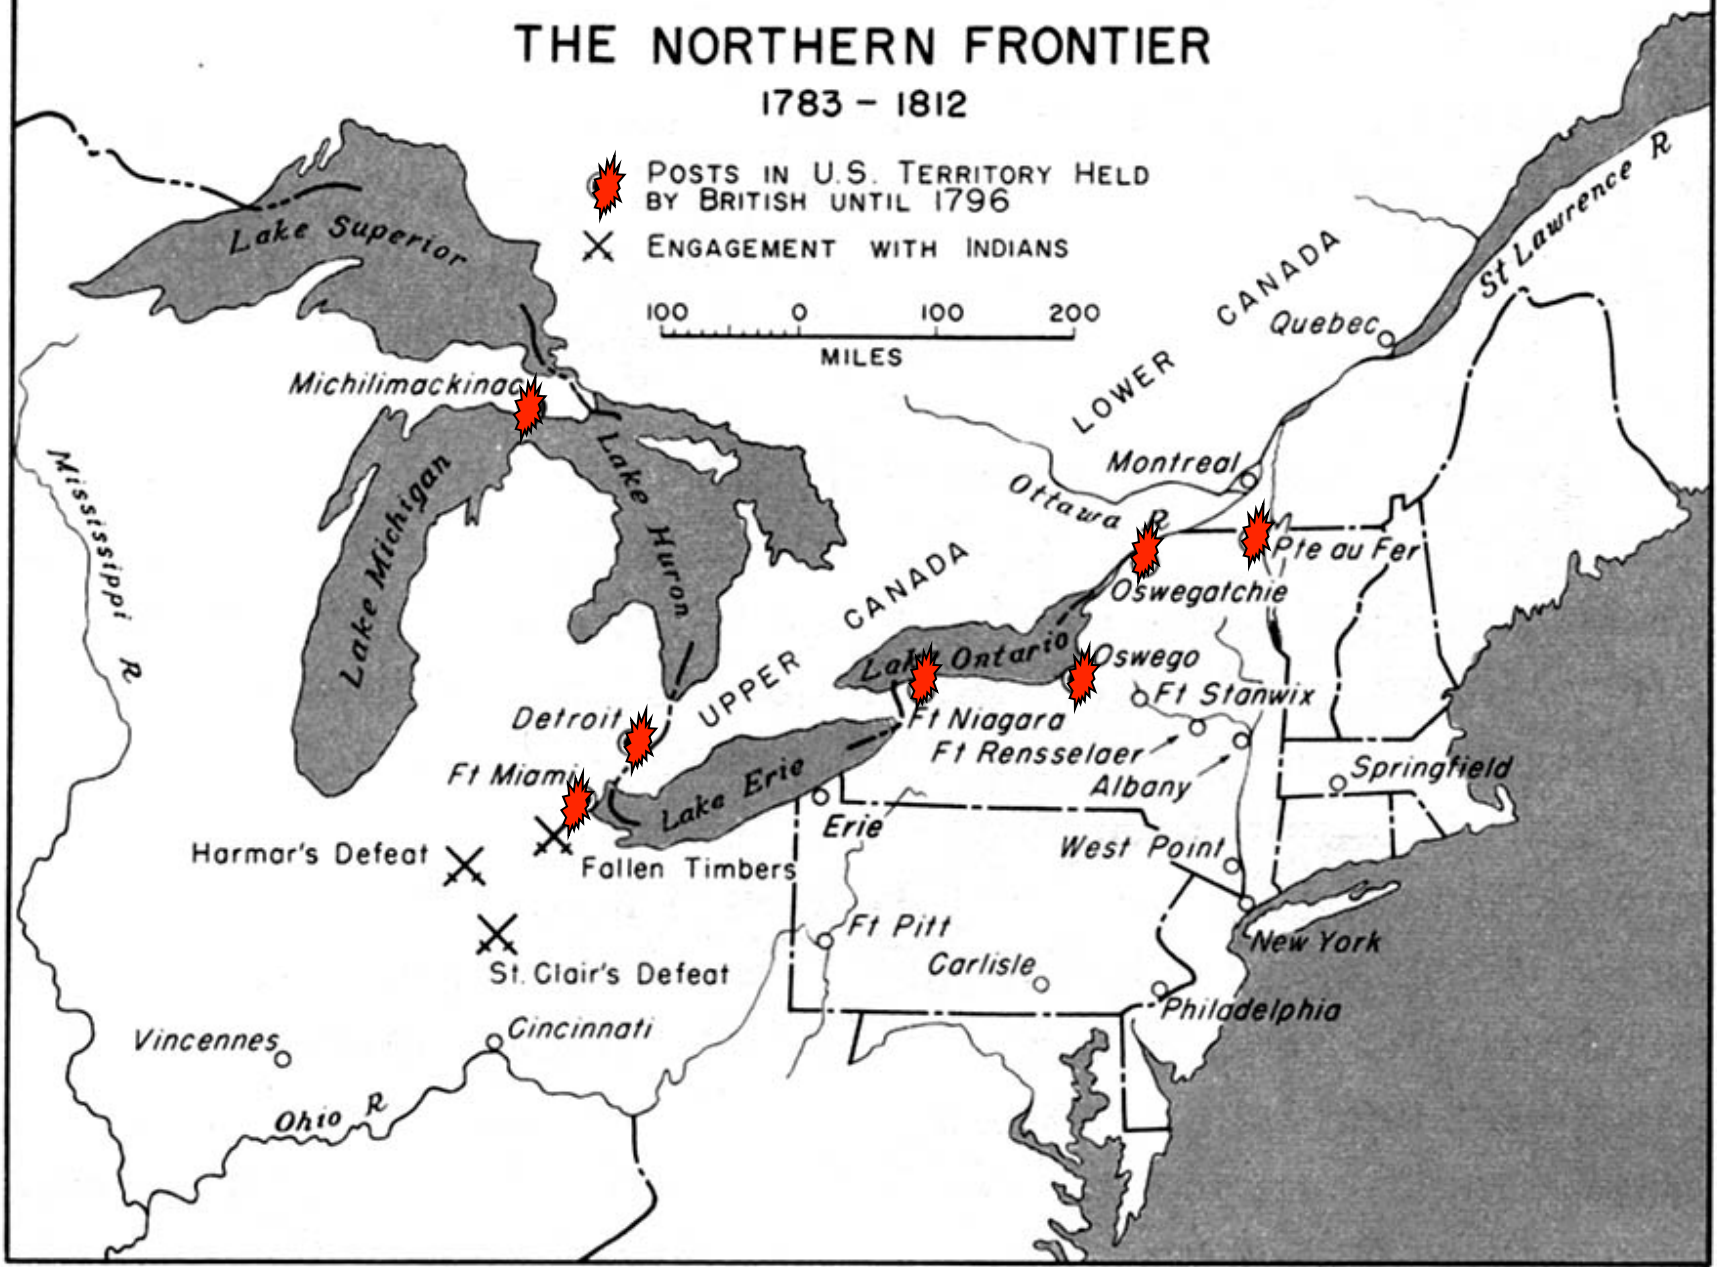 THE NORTHERN FRONTIER
1783 – 1812
POSTS IN U.S. TERRITORY HELD
BY BRITISH UNTIL 1796
ENGAGEMENT WITH INDIANS
100 0 100 200
MILES
Lake Superior
St Lawrence R
CANADA
Quebec
LOWER
Michilimackinac
Montreal
Ottawa R
Mississippi R
Lake Michigan
Lake Huron
Pte au Fer
CANADA
Oswegatchie
Lake Ontario
Oswego
UPPER
Ft Stanwix
Detroit
Ft Niagara
Ft Rensselaer
Albany
Springfield
Ft Miami
Lake Erie
Erie
West Point
Harmar's Defeat
Fallen Timbers
Ft Pitt
New York
Carlisle
St. Clair's Defeat
Philadelphia
Vincennes
Cincinnati
Ohio R